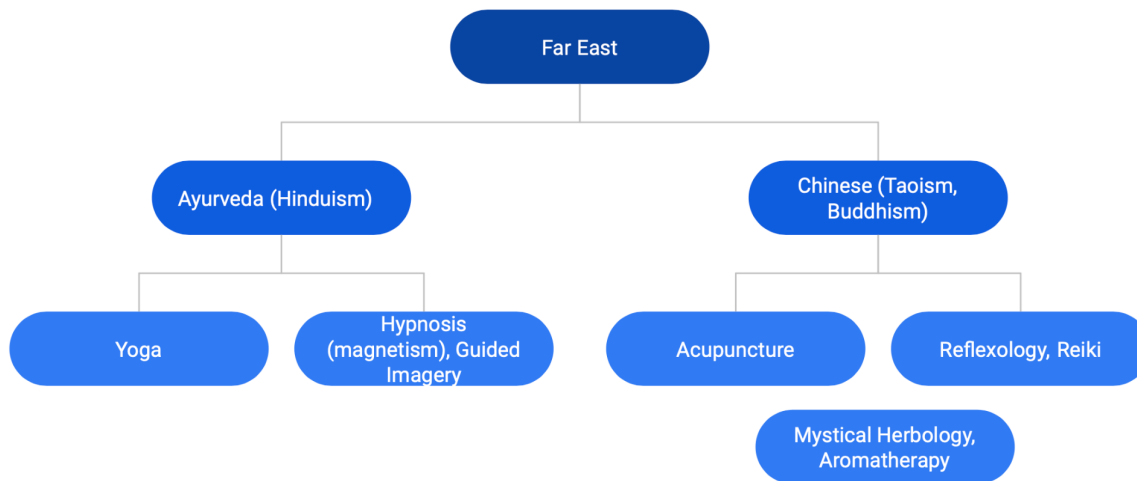 Far East
Ayurveda (Hinduism)
Chinese (Taoism,
Buddhism)
Yoga
Hypnosis
(magnetism), Guided
Imagery
Acupuncture
Reflexology, Reiki
Mystical Herbology,
Aromatherapy